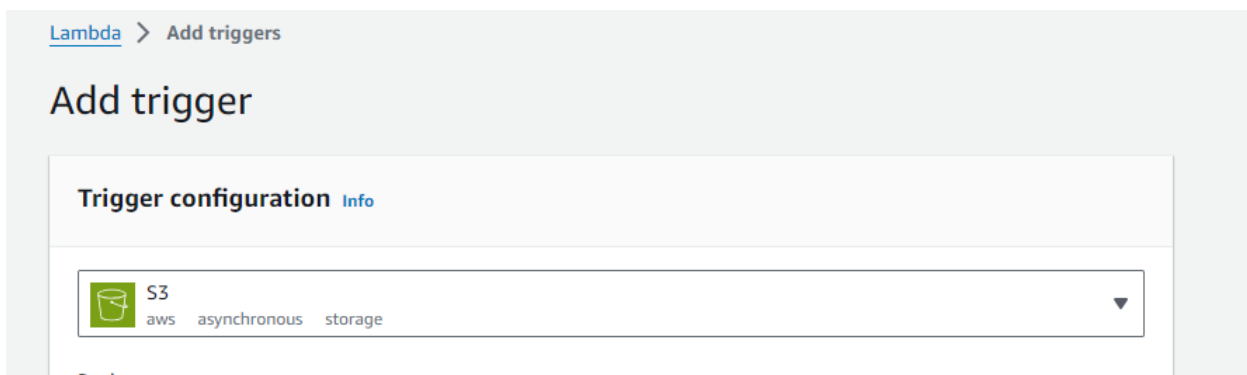 Lambda > Add triggers
Add trigger
Trigger configuration Info
S3
aws asynchronous storage